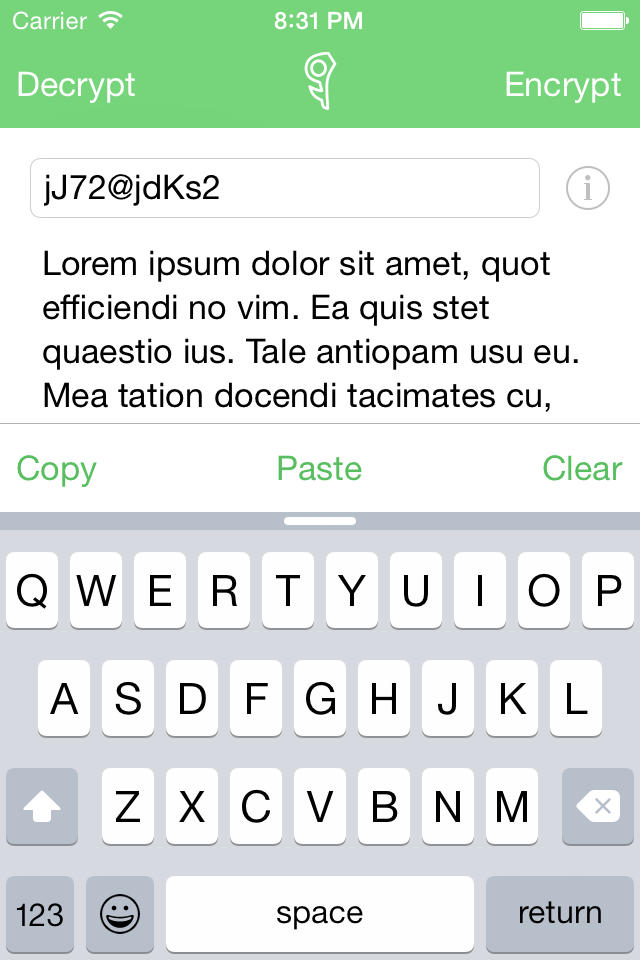 Carrier 8:31 PM
Decrypt Encrypt
jJ72@jdKs2 i
Lorem ipsum dolor sit amet, quot
efficiendi no vim. Ea quis stet
quaestio ius. Tale antiopam usu eu.
Mea tation docendi tacimates cu,
Copy Paste Clear
Q W E R T Y U I O P
A S D F G H J K L
Z X C V B N M
123 space return